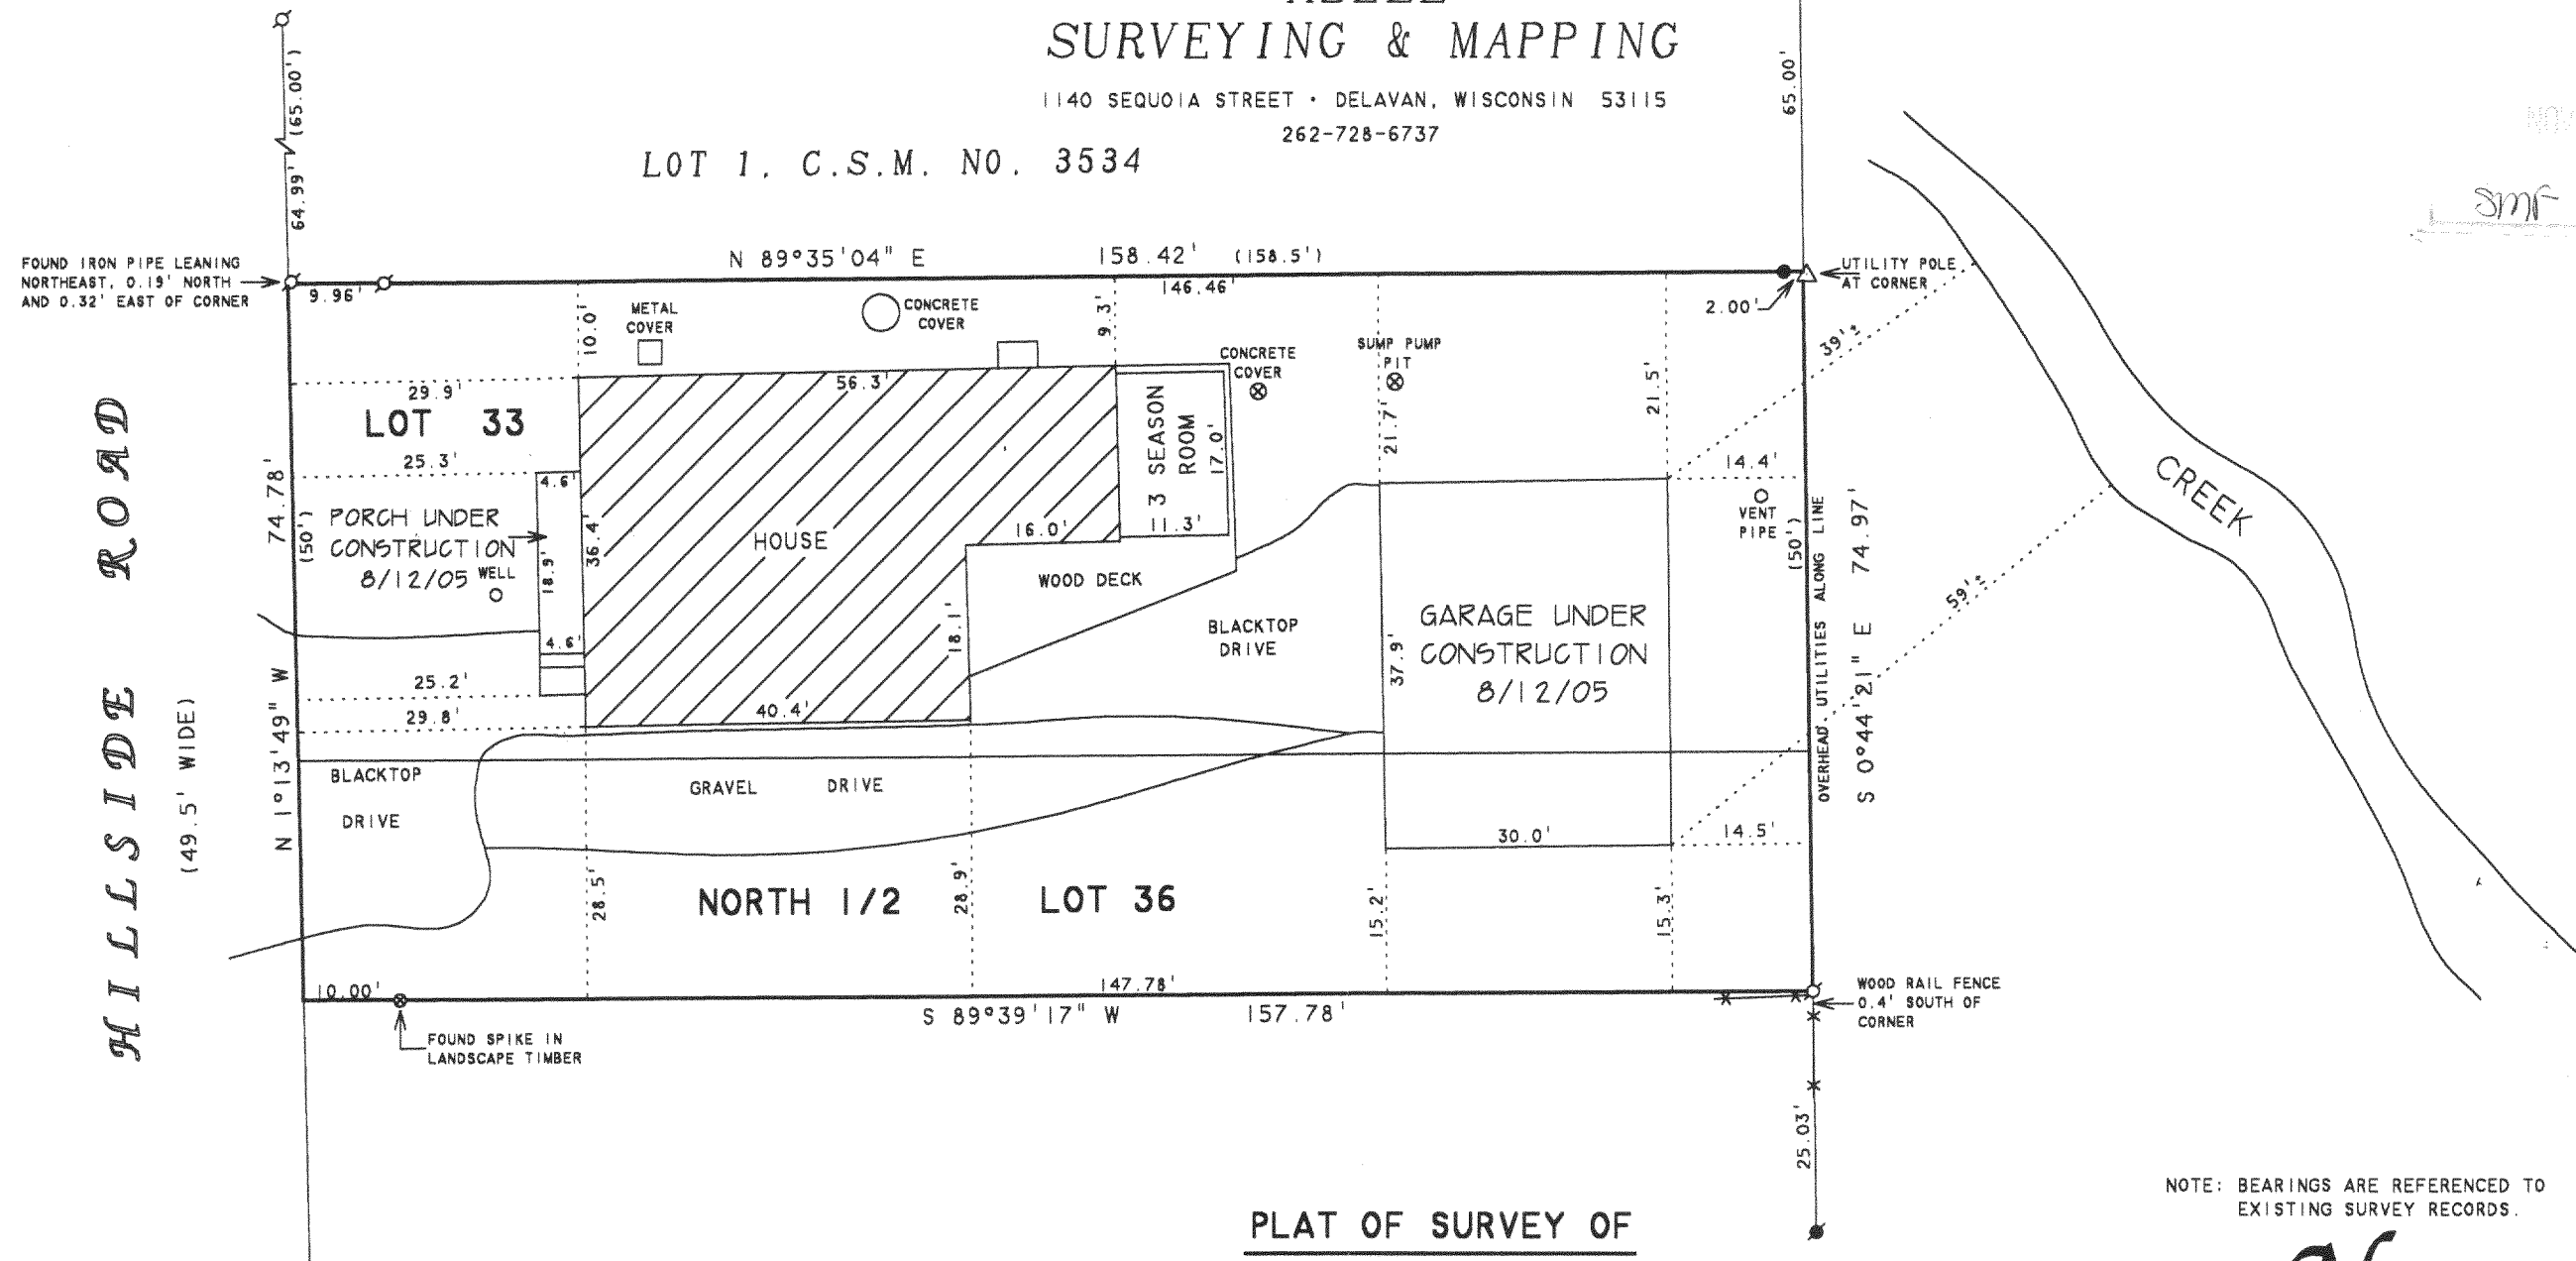 SURVEYING & MAPPING
1140 SEQUOIA STREET • DELAVAN, WISCONSIN 53115
262-728-6737
LOT 1, C.S.M. NO. 3534
(65.00')
64.99'
65.00'
FOUND IRON PIPE LEANING
NORTHEAST, 0.19' NORTH
AND 0.32' EAST OF CORNER
N 89°35'04" E 158.42' (158.5')
9.96'
146.46'
UTILITY POLE
AT CORNER
2.00'
10.0'
METAL
COVER
CONCRETE
COVER
9.3'
CONCRETE
COVER
SUMP PUMP
PIT
21.7'
21.5'
39'±
29.9'
LOT 33
56.3'
3 SEASON
ROOM
17.0'
11.3'
25.3'
4.6'
14.4'
VENT
PIPE
CREEK
PORCH UNDER
CONSTRUCTION
8/12/05
WELL
18.9'
36.4'
HOUSE
16.0'
WOOD DECK
18.1'
4.6'
BLACKTOP
DRIVE
37.9'
GARAGE UNDER
CONSTRUCTION
8/12/05
OVERHEAD UTILITIES ALONG LINE
(50')
S 0°44'21" E 74.97'
59'±
HILLSIDE ROAD
(49.5' WIDE)
N 1°13'49" W 74.78'
(50')
25.2'
29.8'
40.4'
BLACKTOP
DRIVE
GRAVEL DRIVE
30.0'
14.5'
28.5'
NORTH 1/2
28.9'
LOT 36
15.2'
15.3'
10.00'
147.78'
S 89°39'17" W 157.78'
WOOD RAIL FENCE
0.4' SOUTH OF
CORNER
FOUND SPIKE IN
LANDSCAPE TIMBER
25.03'
NOTE: BEARINGS ARE REFERENCED TO
EXISTING SURVEY RECORDS.
PLAT OF SURVEY OF